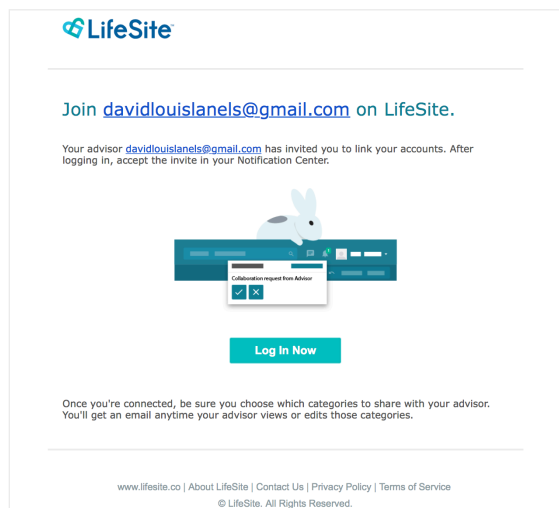 LifeSite
Join davidlouislanels@gmail.com on LifeSite.
Your advisor davidlouislanels@gmail.com has invited you to link your accounts. After
logging in, accept the invite in your Notification Center.
Collaboration request from Advisor
Log In Now
Once you're connected, be sure you choose which categories to share with your advisor.
You'll get an email anytime your advisor views or edits those categories.
www.lifesite.co | About LifeSite | Contact Us | Privacy Policy | Terms of Service
© LifeSite. All Rights Reserved.